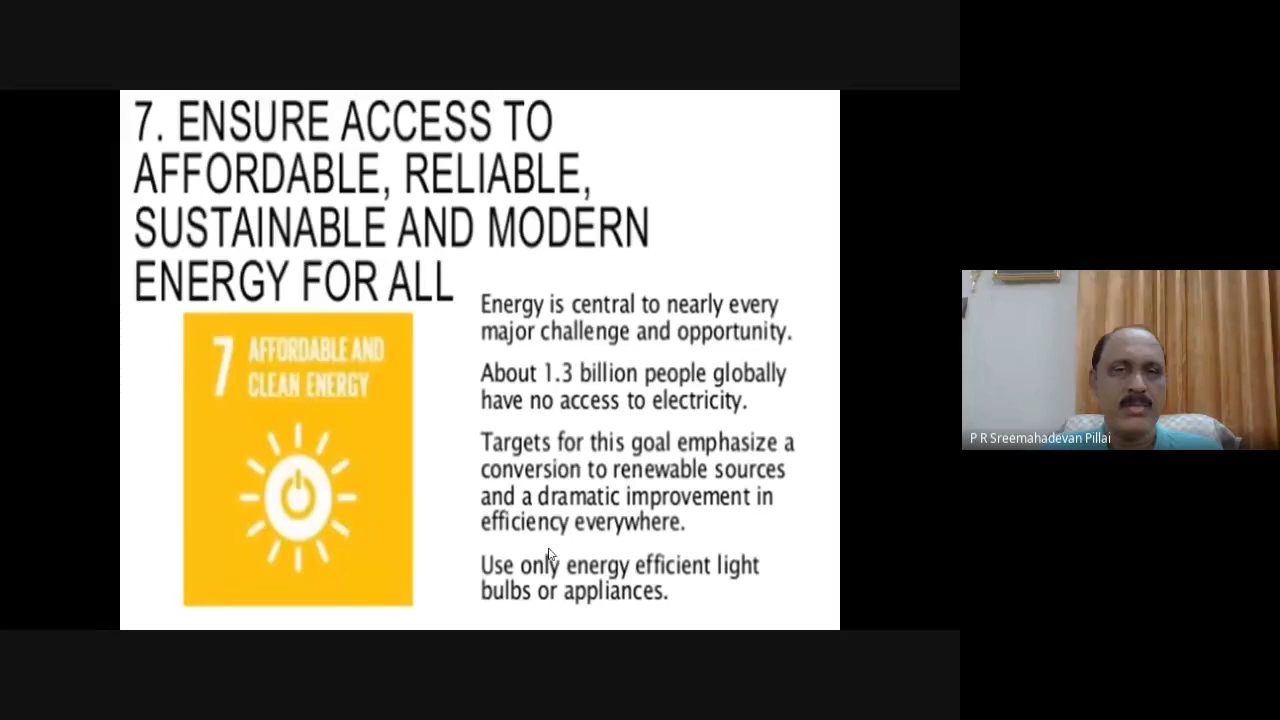 7. ENSURE ACCESS TO
AFFORDABLE, RELIABLE,
SUSTAINABLE AND MODERN
ENERGY FOR ALL
7 AFFORDABLE AND
CLEAN ENERGY
Energy is central to nearly every
major challenge and opportunity.
About 1.3 billion people globally
have no access to electricity.
Targets for this goal emphasize a
conversion to renewable sources
and a dramatic improvement in
efficiency everywhere.
Use only energy efficient light
bulbs or appliances.
P R Sreemahadevan Pillai